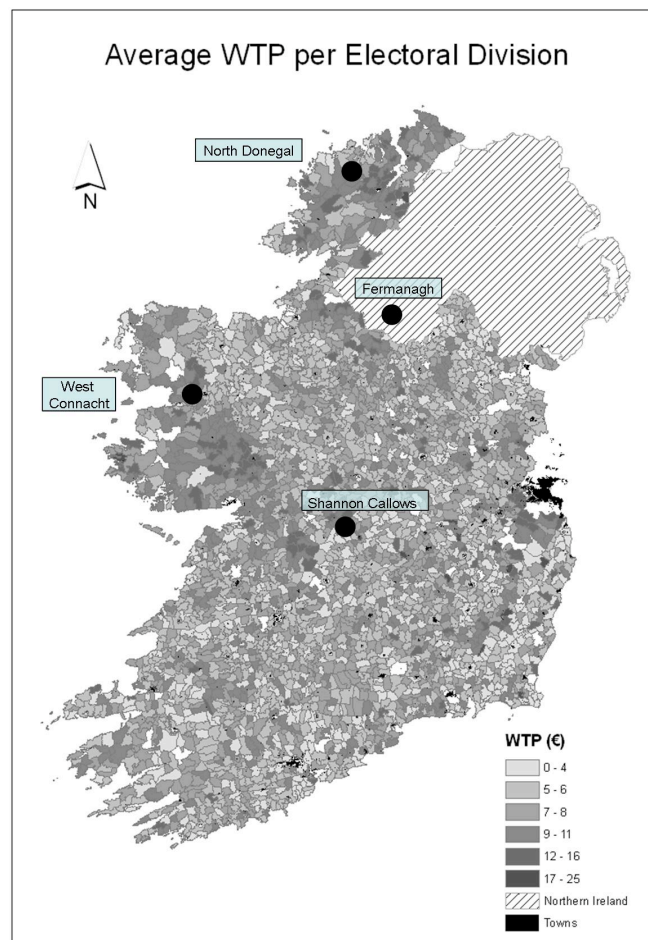 Average WTP per Electoral Division
North Donegal
N
Fermanagh
West
Connacht
Shannon Callows
WTP (€)
0 - 4
5 - 6
7 - 8
9 - 11
12 - 16
17 - 25
Northern Ireland
Towns